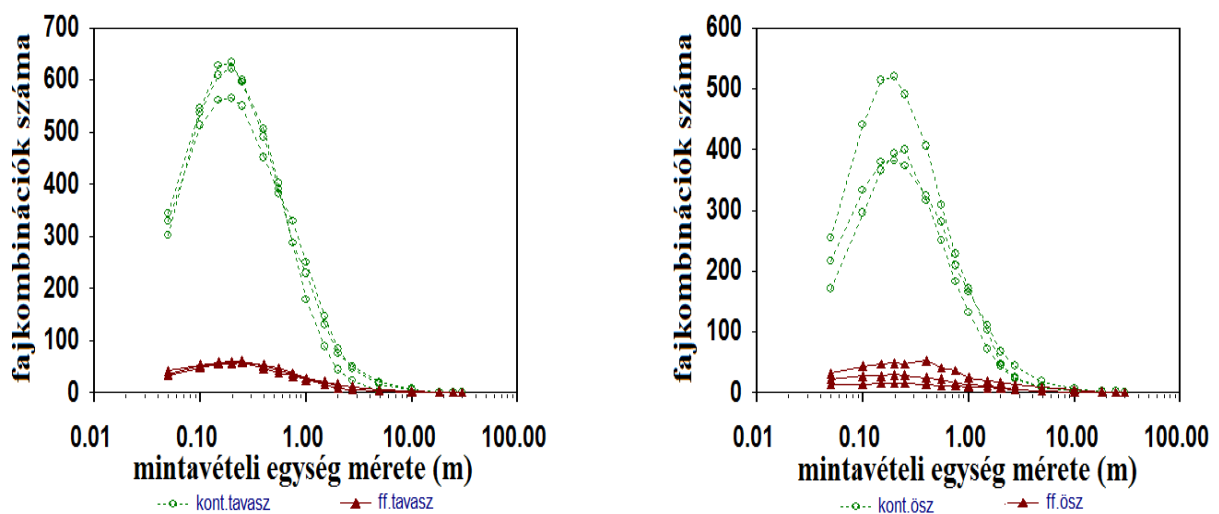 700
600
500
400
300
200
100
0
fajkombinációk száma
0.01 0.10 1.00 10.00 100.00
mintavételi egység mérete (m)
kont.tavasz ff.tavasz
600
500
400
300
200
100
0
fajkombinációk száma
0.01 0.10 1.00 10.00 100.00
mintavételi egység mérete (m)
kont.ösz ff.ösz